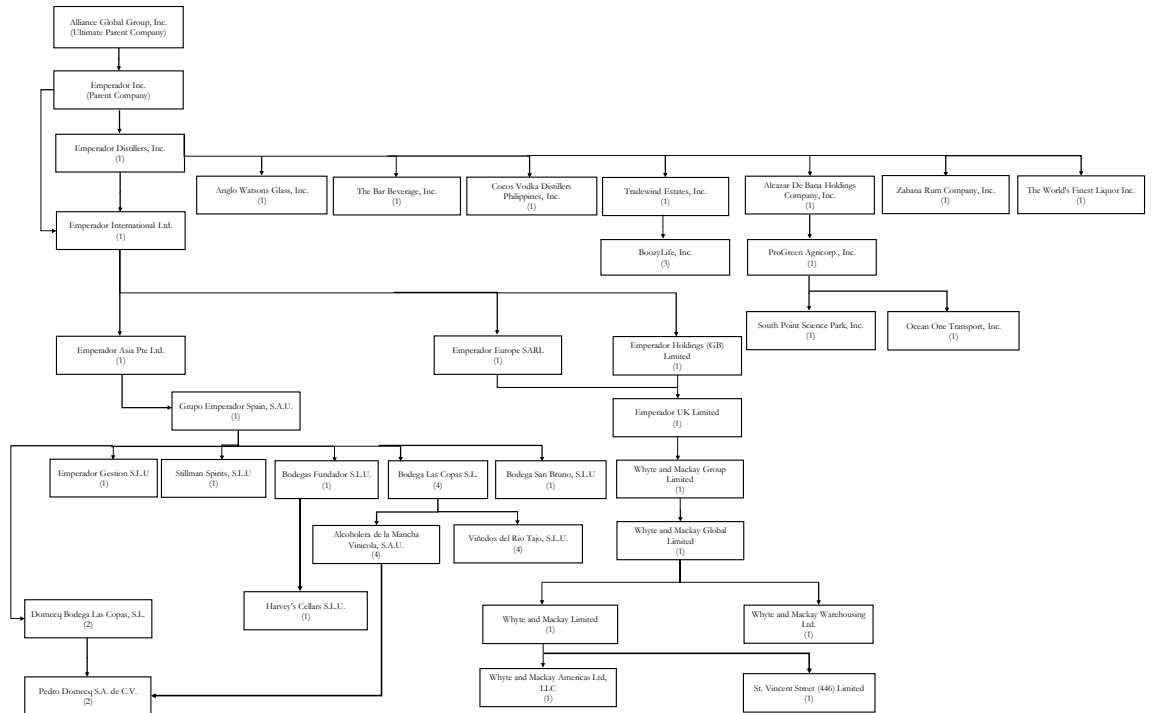 Alliance Global Group, Inc.
(Ultimate Parent Company)
Emperador Inc.
(Parent Company)
Emperador Distillers, Inc.
(1)
Anglo Watsons Glass, Inc.
(1)
The Bar Beverage, Inc.
(1)
Cocos Vodka Distillers
Philippines, Inc.
(1)
Tradewind Estates, Inc.
(1)
Alcazar De Bana Holdings
Company, Inc.
(1)
Zabana Rum Company, Inc.
(1)
The World's Finest Liquor Inc.
(1)
Emperador International Ltd.
(1)
BoozyLife, Inc.
(3)
ProGreen Agricorp., Inc.
(1)
South Point Science Park, Inc.
(1)
Ocean One Transport, Inc.
(1)
Emperador Asia Pte Ltd.
(1)
Emperador Europe SARL
(1)
Emperador Holdings (GB)
Limited
(1)
Grupo Emperador Spain, S.A.U.
(1)
Emperador UK Limited
(1)
Emperador Gestion S.L.U
(1)
Stillman Spirits, S.L.U
(1)
Bodegas Fundador S.L.U.
(1)
Bodega Las Copas S.L.
(4)
Bodega San Bruno, S.L.U
(1)
Whyte and Mackay Group
Limited
(1)
Alcoholera de la Mancha
Vinicola, S.A.U.
(4)
Viñedos del Rio Tajo, S.L.U.
(4)
Whyte and Mackay Global
Limited
(1)
Harvey's Cellars S.L.U.
(1)
Domecq Bodega Las Copas, S.L.
(2)
Whyte and Mackay Limited
(1)
Whyte and Mackay Warehousing
Ltd.
(1)
Pedro Domecq S.A. de C.V.
(2)
Whyte and Mackay Americas Ltd,
LLC
(1)
St. Vincent Street (446) Limited
(1)